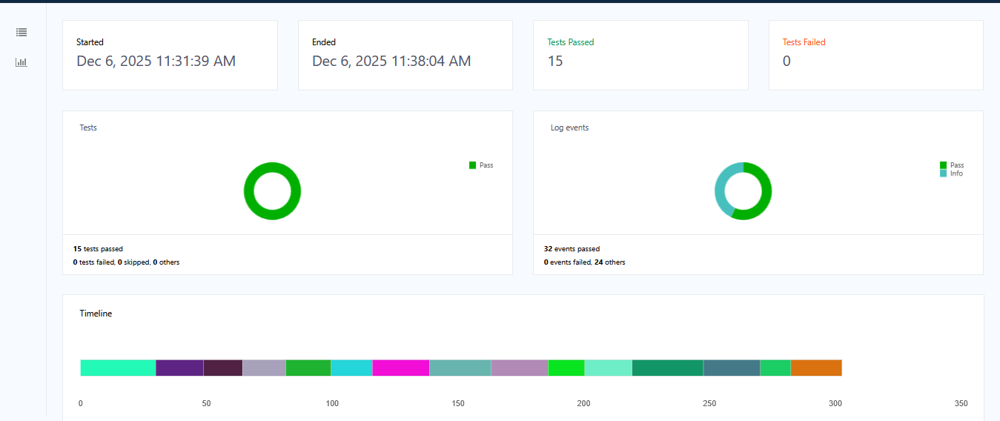 Started
Dec 6, 2025 11:31:39 AM
Ended
Dec 6, 2025 11:38:04 AM
Tests Passed
15
Tests Failed
0
Tests
Pass
15 tests passed
0 tests failed, 0 skipped, 0 others
Log events
Pass
Info
32 events passed
0 events failed, 24 others
Timeline
0 50 100 150 200 250 300 350